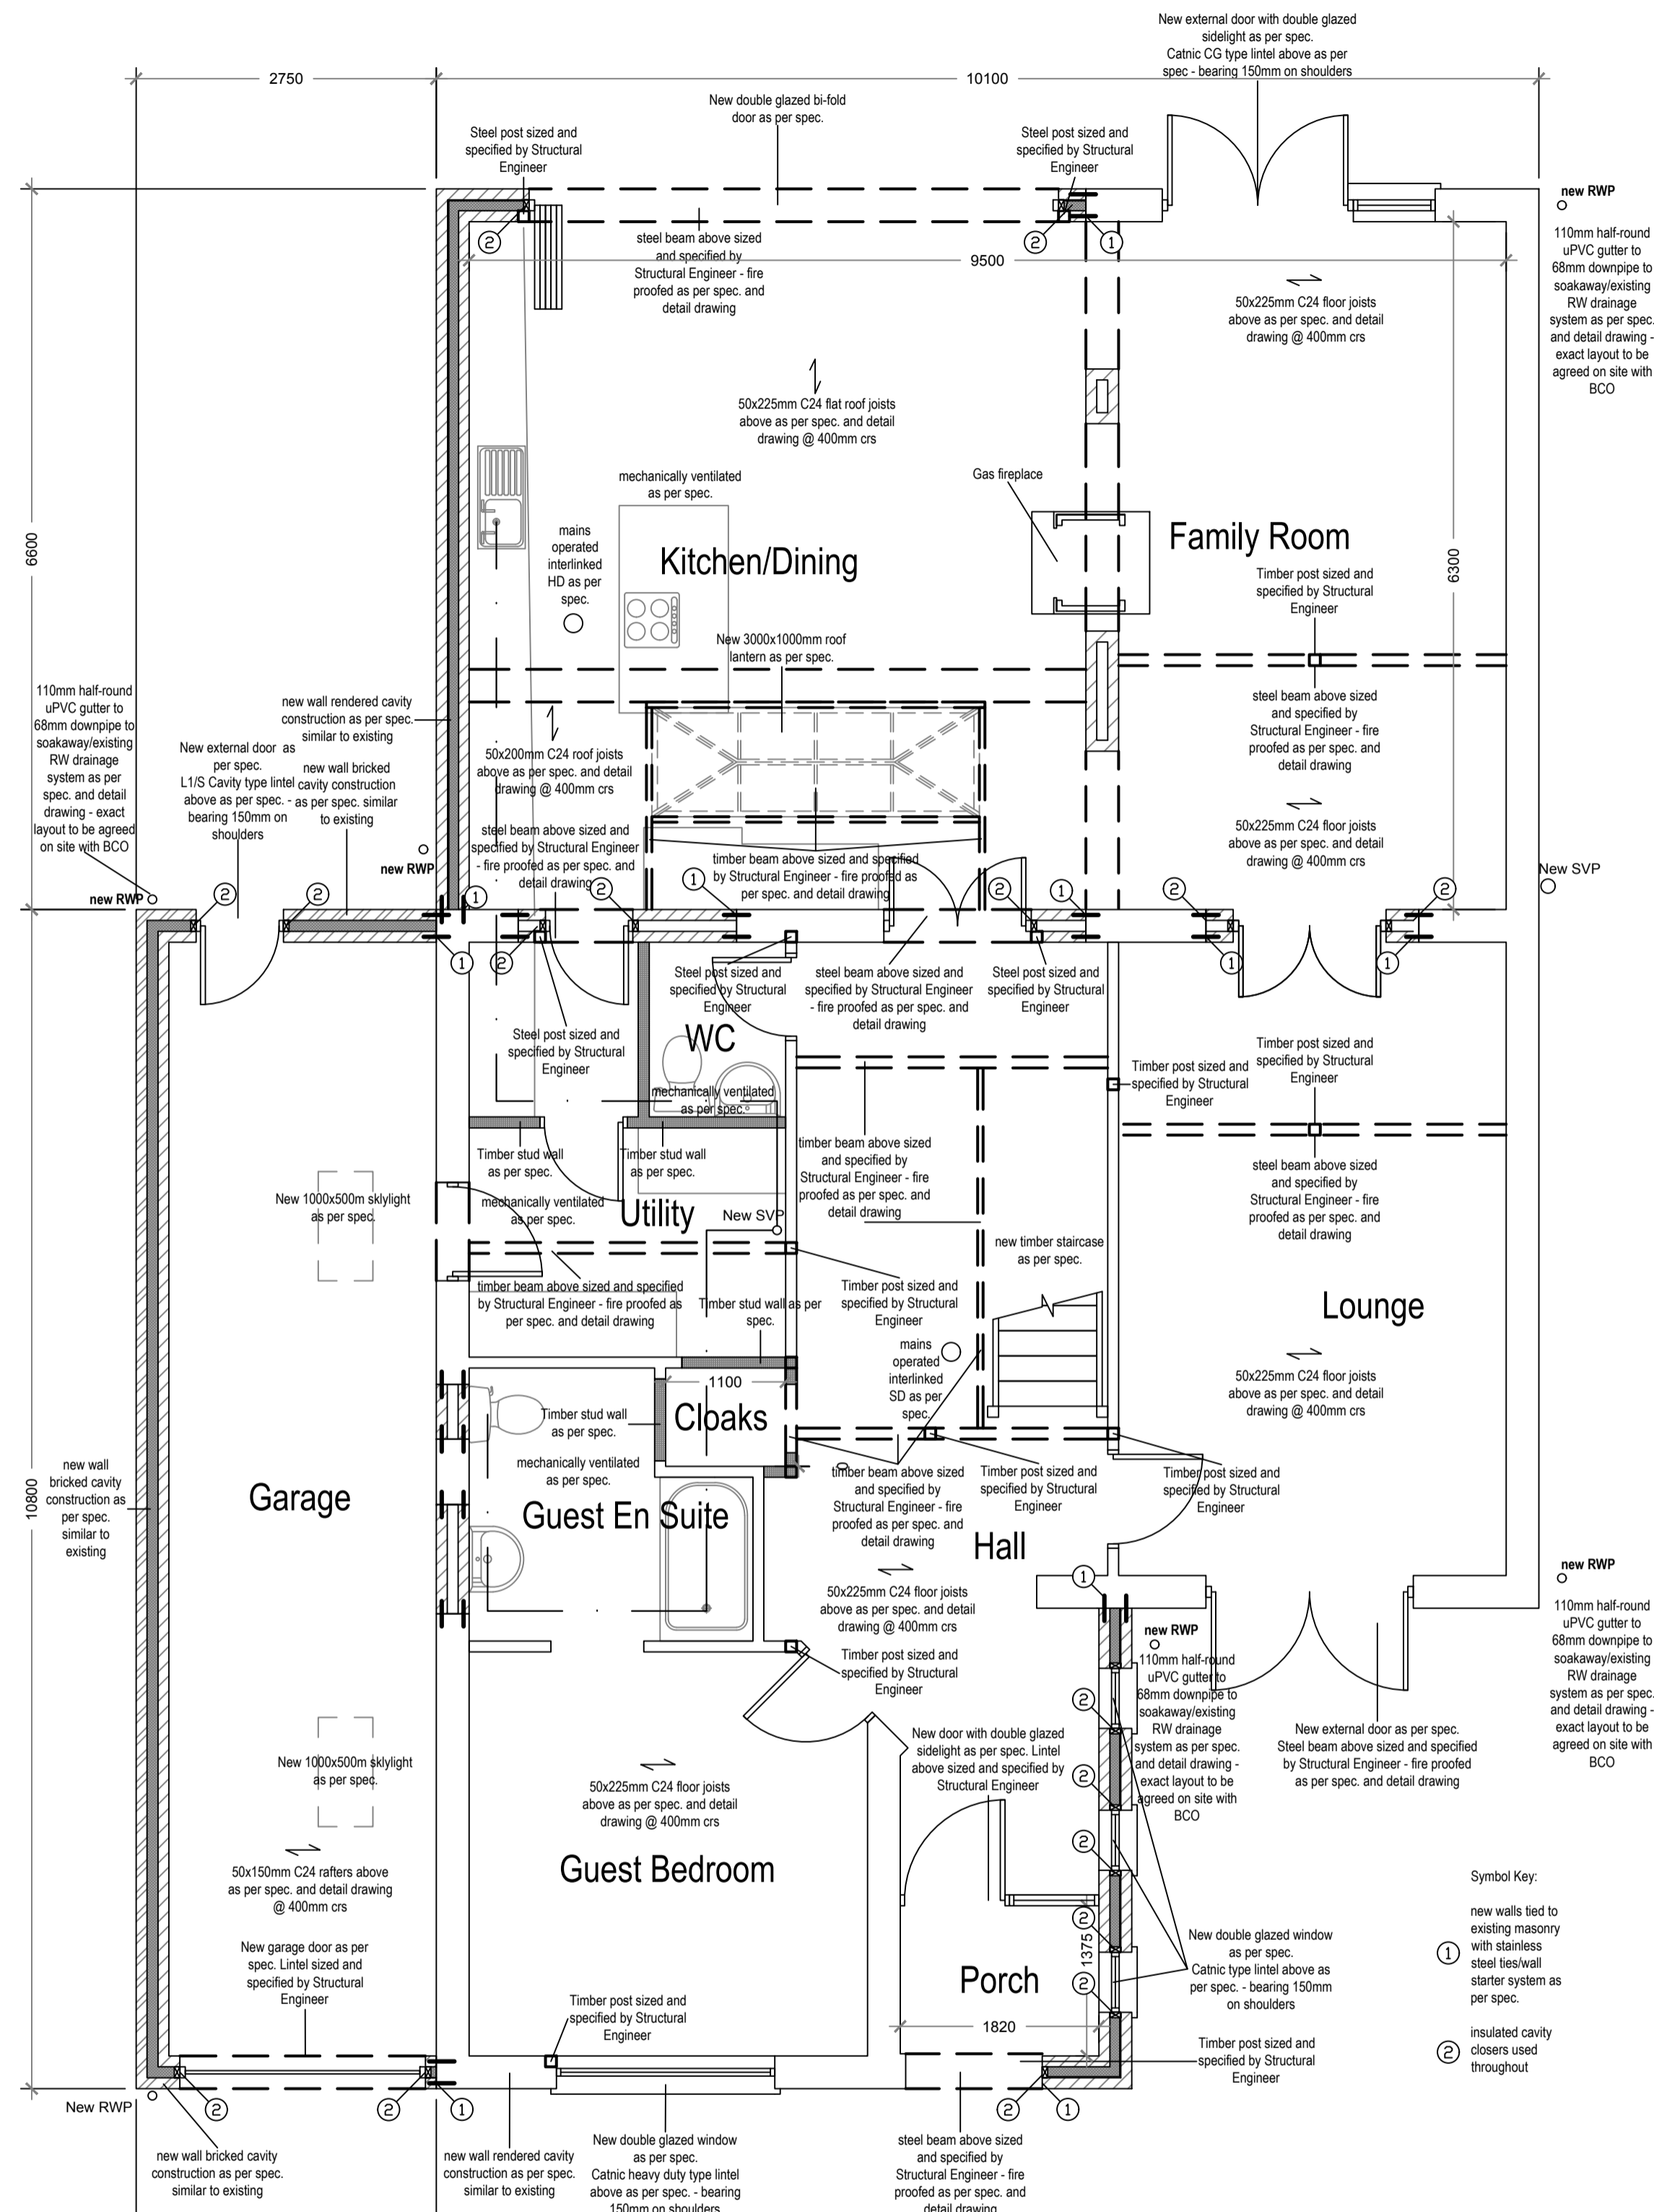 New external door with double glazed
sidelight as per spec.
Catnic CG type lintel above as per
spec - bearing 150mm on shoulders
2750
10100
New double glazed bi-fold
door as per spec.
Steel post sized and
specified by Structural
Engineer
Steel post sized and
specified by Structural
Engineer
new RWP
110mm half-round
uPVC gutter to
68mm downpipe to
soakaway/existing
RW drainage
system as per spec.
and detail drawing -
exact layout to be
agreed on site with
BCO
2
2
1
steel beam above sized
and specified by
Structural Engineer - fire
proofed as per spec. and
detail drawing
9500
50x225mm C24 floor joists
above as per spec. and detail
drawing @ 400mm crs
50x225mm C24 flat roof joists
above as per spec. and detail
drawing @ 400mm crs
mechanically ventilated
as per spec.
Gas fireplace
mains
operated
interlinked
HD as per
spec.
Kitchen/Dining
Family Room
6600
6300
Timber post sized and
specified by Structural
Engineer
New 3000x1000mm roof
lantern as per spec.
steel beam above sized
and specified by
Structural Engineer - fire
proofed as per spec. and
detail drawing
110mm half-round
uPVC gutter to
68mm downpipe to
soakaway/existing
RW drainage
system as per
spec. and detail
drawing - exact
layout to be agreed
on site with BCO
new wall rendered cavity
construction as per spec.
similar to existing
New external door as
per spec.
L1/S Cavity type lintel
above as per spec. -
bearing 150mm on
shoulders
new wall bricked
cavity construction
as per spec. similar
to existing
50x200mm C24 roof joists
above as per spec. and detail
drawing @ 400mm crs
steel beam above sized and
specified by Structural Engineer
- fire proofed as per spec. and
detail drawing
timber beam above sized and specified
by Structural Engineer - fire proofed as
per spec. and detail drawing
50x225mm C24 floor joists
above as per spec. and detail
drawing @ 400mm crs
new RWP
new RWP
New SVP
2
2
1
2
1
2
1
2
2
1
2
1
1
Steel post sized and
specified by Structural
Engineer
steel beam above sized and
specified by Structural Engineer
- fire proofed as per spec. and
detail drawing
Steel post sized and
specified by Structural
Engineer
Steel post sized and
specified by Structural
Engineer
WC
mechanically ventilated
as per spec.
Timber post sized and
specified by Structural
Engineer
Timber post sized and
specified by Structural
Engineer
Timber stud wall
as per spec.
Timber stud wall
as per spec.
timber beam above sized
and specified by
Structural Engineer - fire
proofed as per spec. and
detail drawing
steel beam above sized
and specified by
Structural Engineer - fire
proofed as per spec. and
detail drawing
New 1000x500m sklylight
as per spec.
mechanically ventilated
as per spec.
Utility
New SVP
new timber staircase
as per spec.
timber beam above sized and specified
by Structural Engineer - fire proofed as
per spec. and detail drawing
Timber stud wall as per
spec.
Timber post sized and
specified by Structural
Engineer
Lounge
mains
operated
interlinked
SD as per
spec.
50x225mm C24 floor joists
above as per spec. and detail
drawing @ 400mm crs
1100
Cloaks
Timber stud wall
as per spec.
mechanically ventilated
as per spec.
Guest En Suite
timber beam above sized
and specified by
Structural Engineer - fire
proofed as per spec. and
detail drawing
Timber post sized and
specified by Structural
Engineer
Timber post sized and
specified by Structural
Engineer
new wall
bricked cavity
construction as
per spec.
similar to
existing
10800
Garage
Hall
50x225mm C24 floor joists
above as per spec. and detail
drawing @ 400mm crs
Timber post sized and
specified by Structural
Engineer
1
new RWP
110mm half-round
uPVC gutter to
68mm downpipe to
soakaway/existing
RW drainage
system as per spec.
and detail drawing -
exact layout to be
agreed on site with
BCO
new RWP
110mm half-round
uPVC gutter to
68mm downpipe to
soakaway/existing
RW drainage
system as per spec.
and detail drawing -
exact layout to be
agreed on site with
BCO
New external door as per spec.
Steel beam above sized and specified
by Structural Engineer - fire proofed
as per spec. and detail drawing
New door with double glazed
sidelight as per spec. Lintel
above sized and specified by
Structural Engineer
2
2
2
2
2
New 1000x500m sklylight
as per spec.
50x225mm C24 floor joists
above as per spec. and detail
drawing @ 400mm crs
Guest Bedroom
50x150mm C24 rafters above
as per spec. and detail drawing
@ 400mm crs
New garage door as per
spec. Lintel sized and
specified by Structural
Engineer
Timber post sized and
specified by Structural
Engineer
1375
Porch
1820
New double glazed window
as per spec.
Catnic type lintel above as
per spec. - bearing 150mm
on shoulders
Timber post sized and
specified by Structural
Engineer
Symbol Key:
1
new walls tied to
existing masonry
with stainless
steel ties/wall
starter system as
per spec.
2
insulated cavity
closers used
throughout
New RWP
2
2
1
2
1
new wall bricked cavity
construction as per spec.
similar to existing
new wall rendered cavity
construction as per spec.
similar to existing
New double glazed window
as per spec.
Catnic heavy duty type lintel
above as per spec. - bearing
150mm on shoulders
steel beam above sized
and specified by
Structural Engineer - fire
proofed as per spec. and
detail drawing